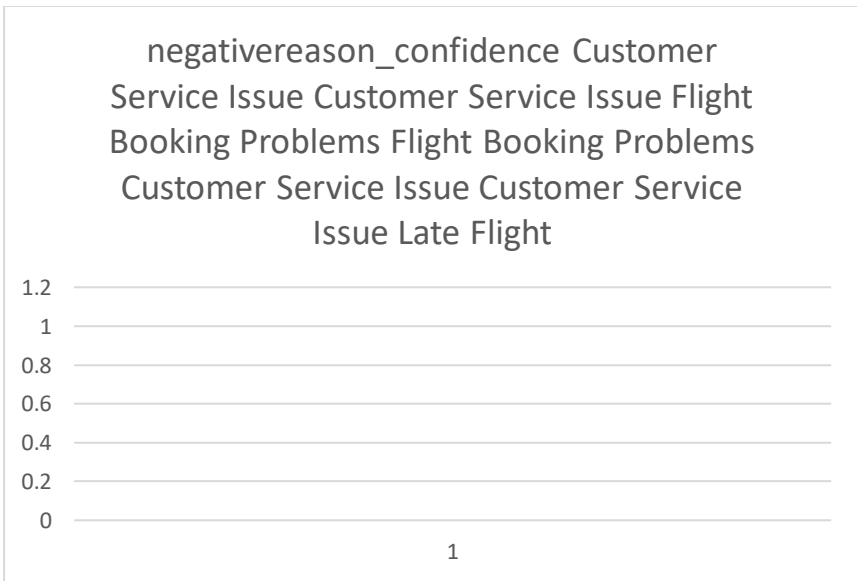 negativereason_confidence Customer
Service Issue Customer Service Issue Flight
Booking Problems Flight Booking Problems
Customer Service Issue Customer Service
Issue Late Flight
1.2
1
0.8
0.6
0.4
0.2
0
1